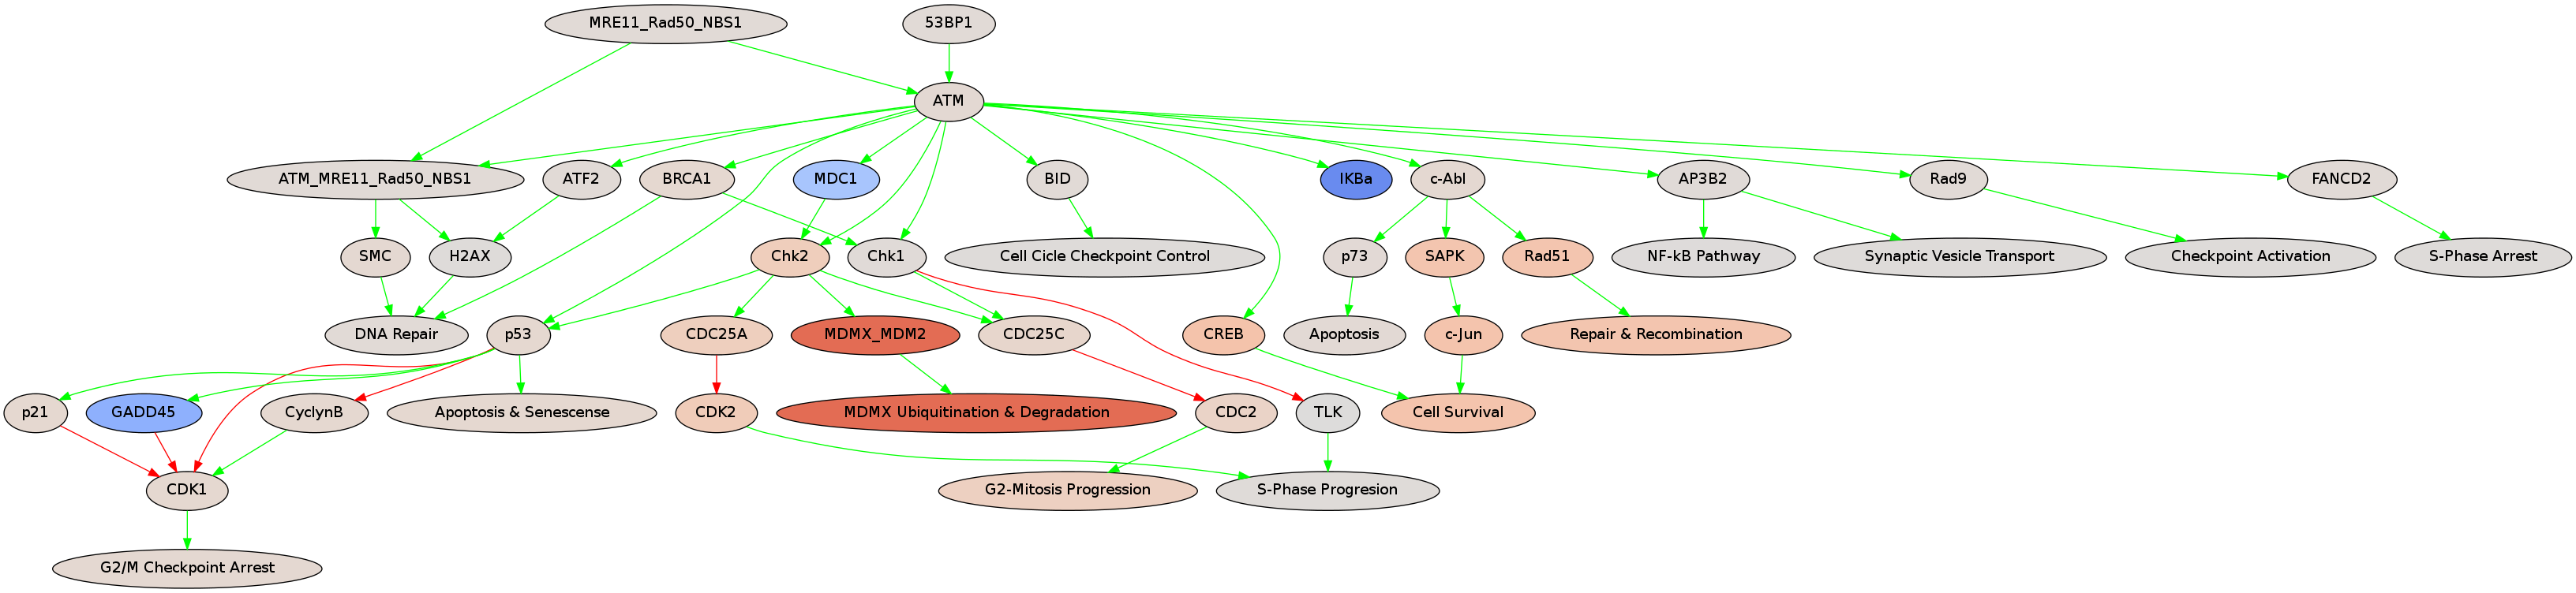 MRE11_Rad50_NBS1
53BP1
ATM
ATM_MRE11_Rad50_NBS1
ATF2
BRCA1
MDC1
BID
IKBa
c-Abl
AP3B2
Rad9
FANCD2
SMC
H2AX
Chk2
Chk1
Cell Cicle Checkpoint Control
p73
SAPK
Rad51
NF-kB Pathway
Synaptic Vesicle Transport
Checkpoint Activation
S-Phase Arrest
DNA Repair
p53
CDC25A
MDMX_MDM2
CDC25C
CREB
Apoptosis
c-Jun
Repair & Recombination
p21
GADD45
CyclynB
Apoptosis & Senescense
CDK2
MDMX Ubiquitination & Degradation
CDC2
TLK
Cell Survival
CDK1
G2-Mitosis Progression
S-Phase Progresion
G2/M Checkpoint Arrest